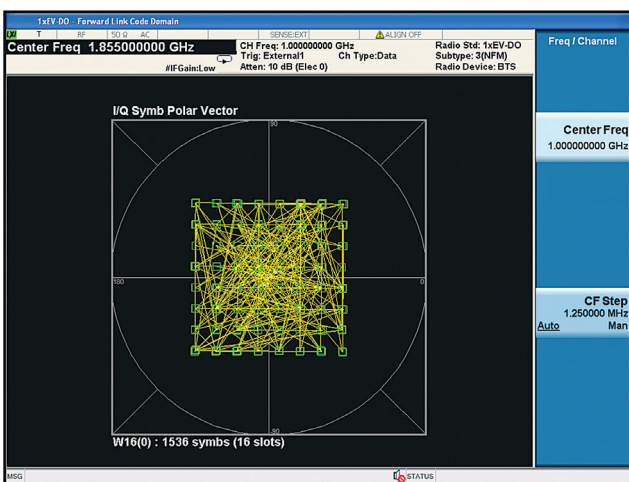 1xEV-DO - Forward Link Code Domain
T RF 50 Ω AC SENSE:EXT ALIGN OFF
Center Freq 1.855000000 GHz
#IFGain:Low
CH Freq: 1.000000000 GHz
Trig: External1 Ch Type:Data
Atten: 10 dB (Elec 0)
Radio Std: 1xEV-DO
Subtype: 3(NFM)
Radio Device: BTS
Freq / Channel
I/Q Symb Polar Vector
90
180
0
-90
W16(0) : 1536 symbs (16 slots)
Center Freq
1.000000000 GHz
CF Step
1.250000 MHz
Auto Man
MSG STATUS